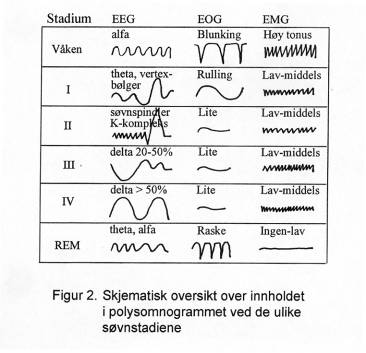 Stadium EEG EOG EMG
Våken alfa Blunking Høy tonus
I theta, vertex-bølger Rulling Lav-middels
II søvnspindler K-kompleks Lite Lav-middels
III delta 20-50% Lite Lav-middels
IV delta > 50% Lite Lav-middels
REM theta, alfa Raske Ingen-lav
Figur 2. Skjematisk oversikt over innholdet
i polysomnogrammet ved de ulike
søvnstadiene